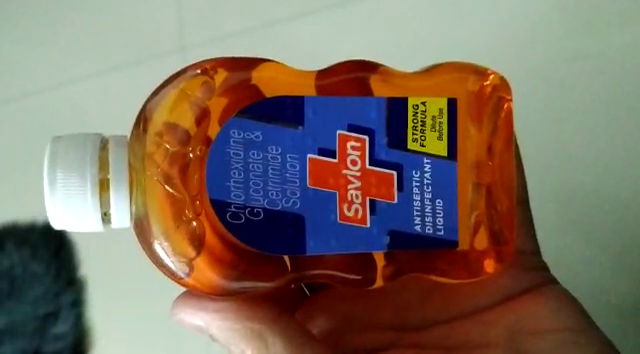 Chlorhexidine
Gluconate &
Cetrimide
Solution
Savlon
STRONG
FORMULA
Dilute
Before Use
ANTISEPTIC
DISINFECTANT
LIQUID